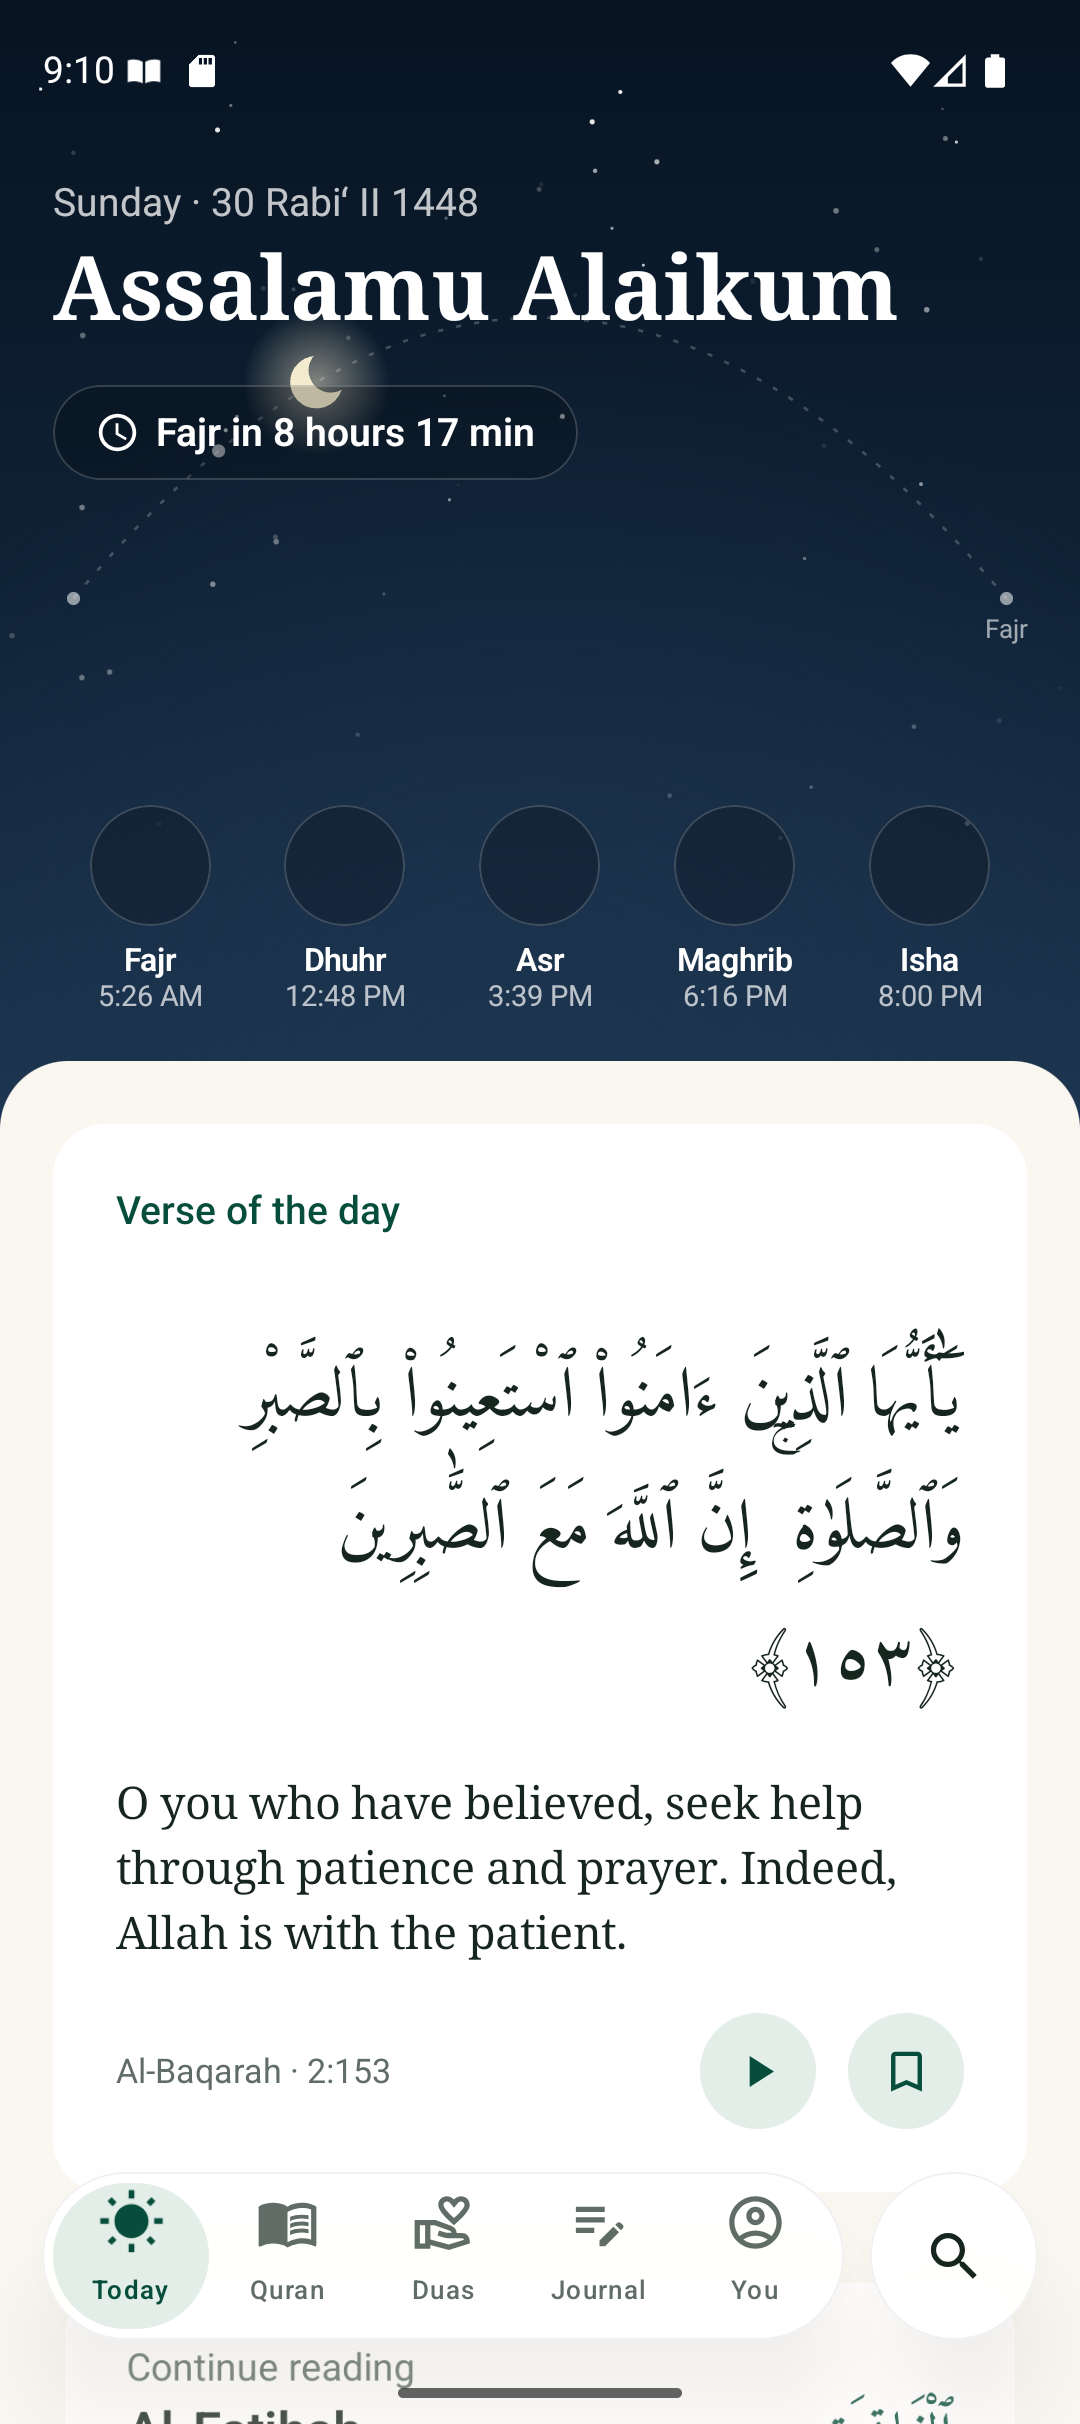 9:10
Sunday · 30 Rabiʻ II 1448
Assalamu Alaikum
Fajr in 8 hours 17 min
Fajr
Fajr Dhuhr Asr Maghrib Isha
5:26 AM 12:48 PM 3:39 PM 6:16 PM 8:00 PM
Verse of the day
يَٰٓأَيُّهَا ٱلَّذِينَ ءَامَنُوا۟ ٱسْتَعِينُوا۟ بِٱلصَّبْرِ
وَٱلصَّلَوٰةِ ۚ إِنَّ ٱللَّهَ مَعَ ٱلصَّٰبِرِينَ
﴿١٥٣﴾
O you who have believed, seek help
through patience and prayer. Indeed,
Allah is with the patient.
Al-Baqarah · 2:153
Today Quran Duas Journal You
Continue reading
Al-Fatihah